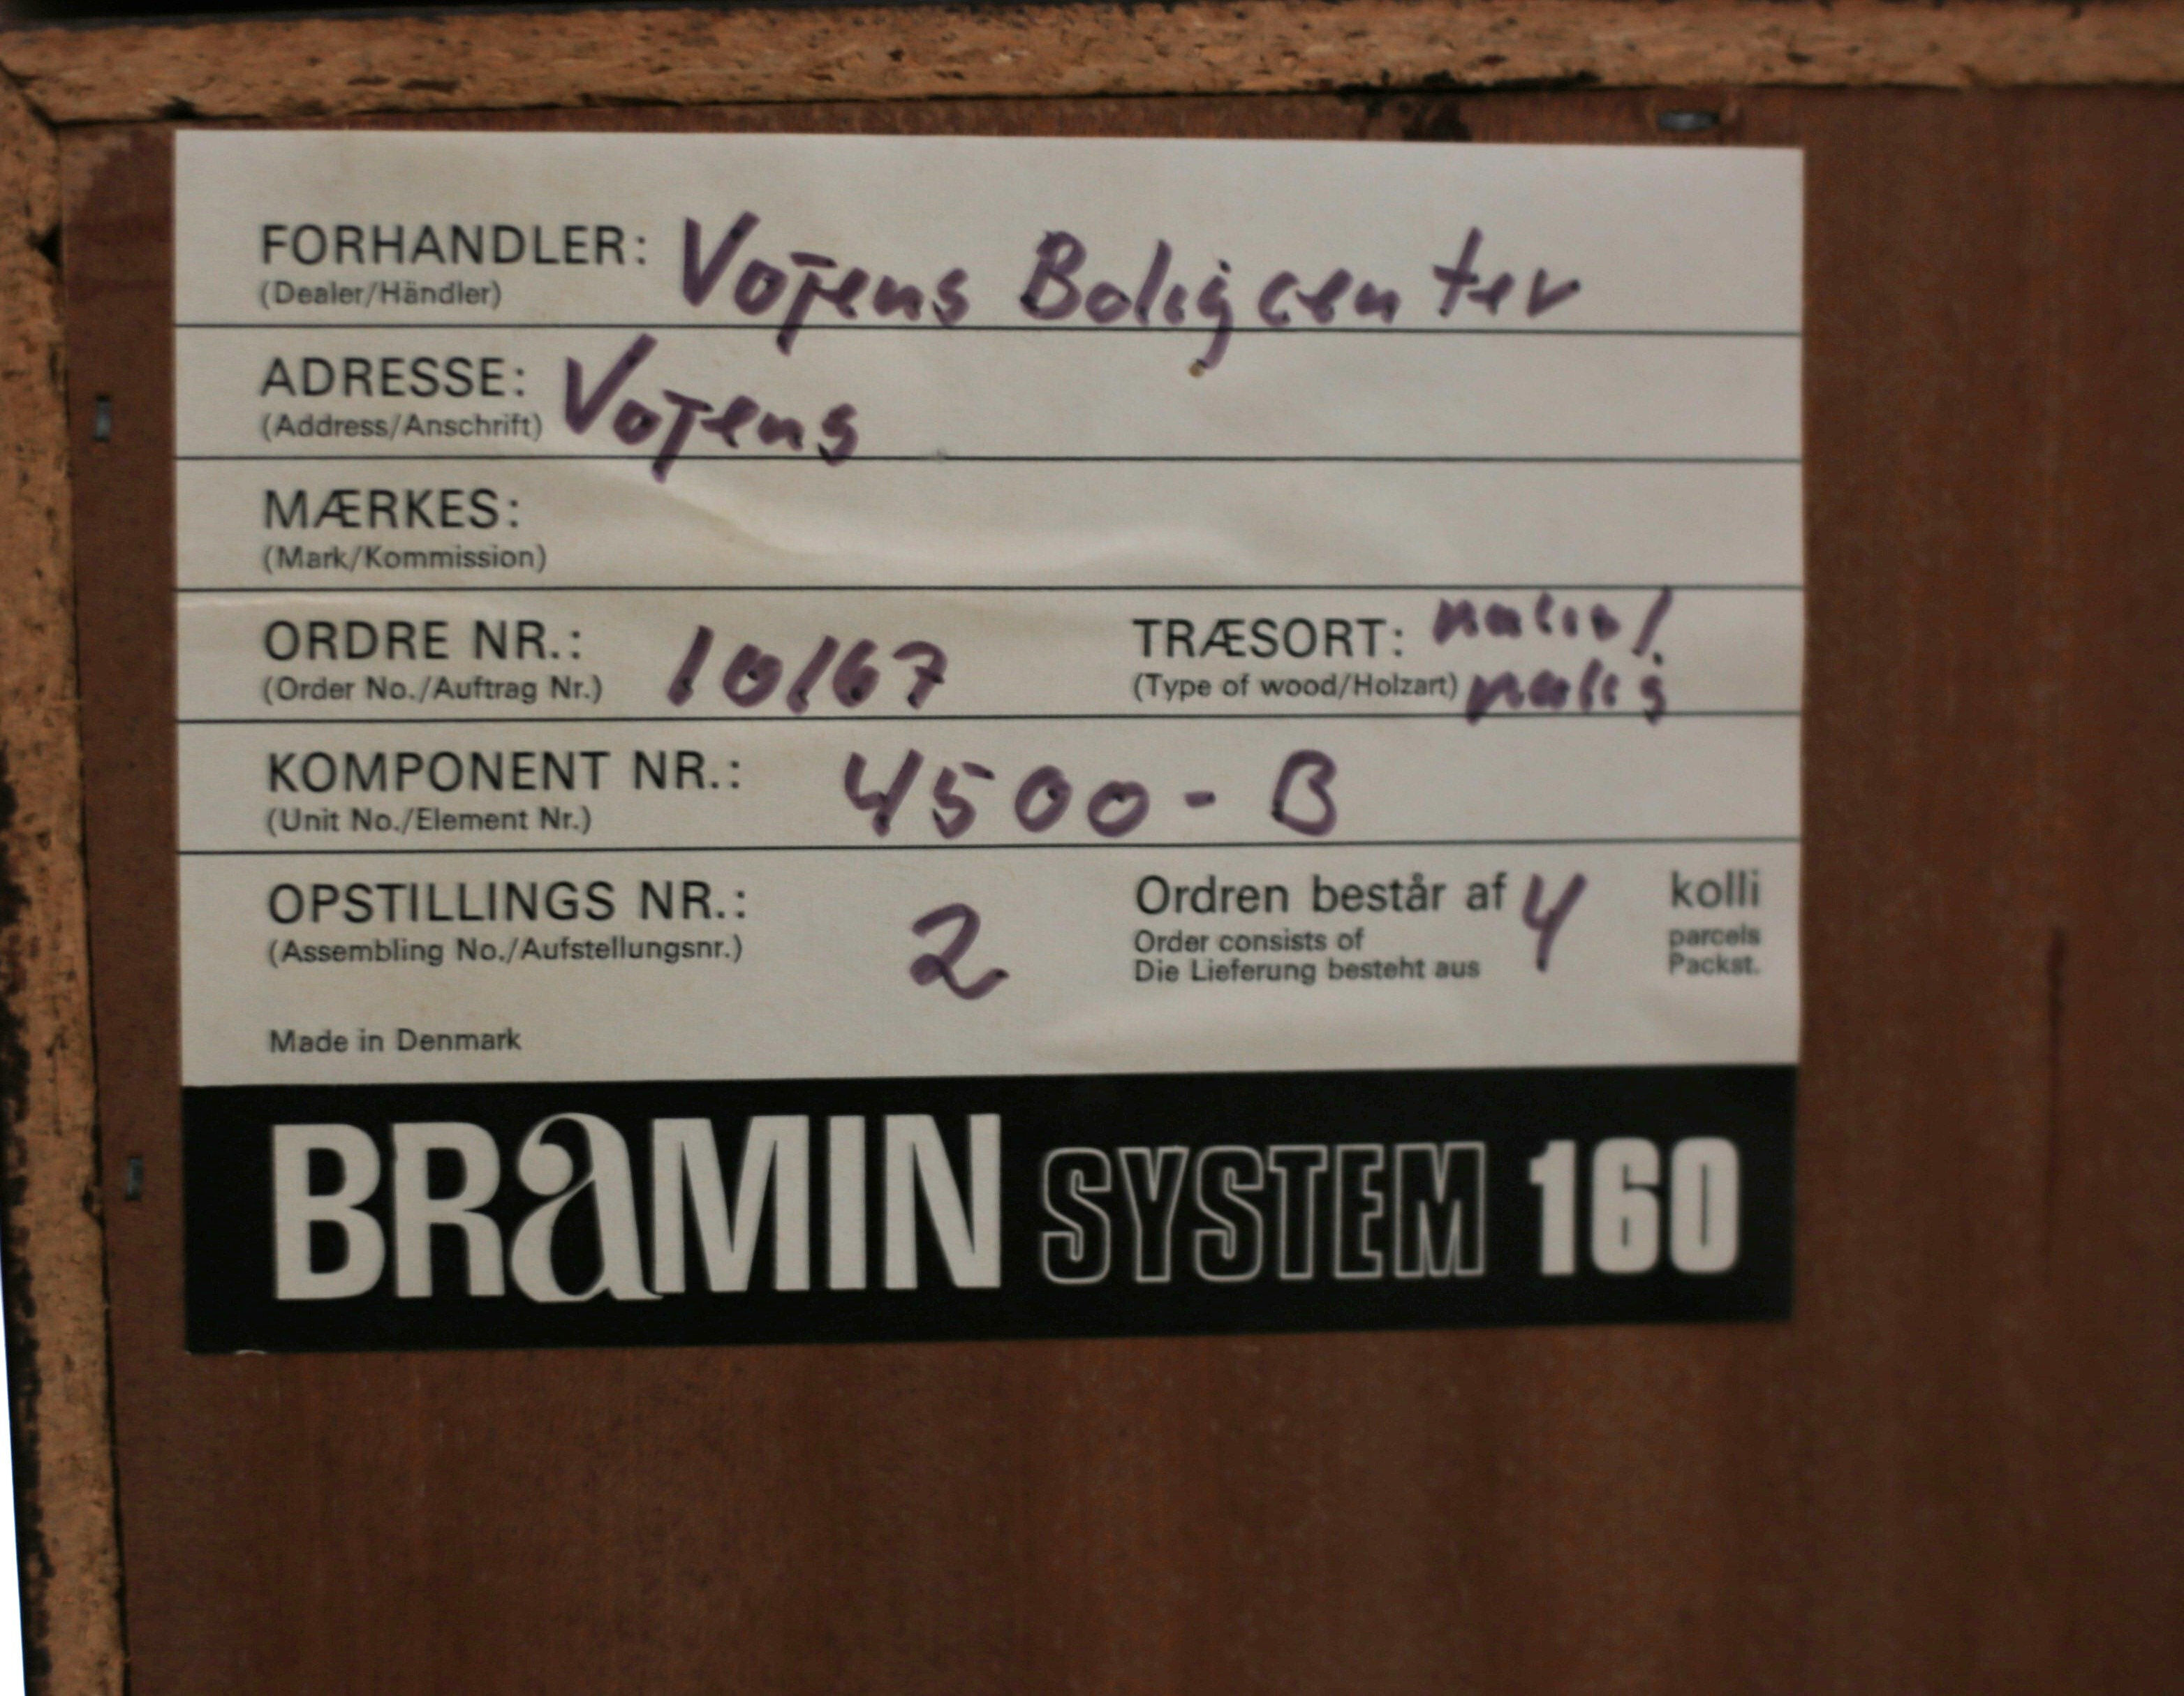 FORHANDLER: Vojens Boligcenter
(Dealer/Händler)
ADRESSE: Vojens
(Address/Anschrift)
MÆRKES:
(Mark/Kommission)
ORDRE NR.: 10167
(Order No./Auftrag Nr.)
TRÆSORT:
(Type of wood/Holzart)
KOMPONENT NR.: 4500-B
(Unit No./Element Nr.)
OPSTILLINGS NR.: 2
(Assembling No./Aufstellungsnr.)
Ordren består af 4 kolli
Order consists of parcels
Die Lieferung besteht aus Packst.
Made in Denmark
BRaMIN SYSTEM 160